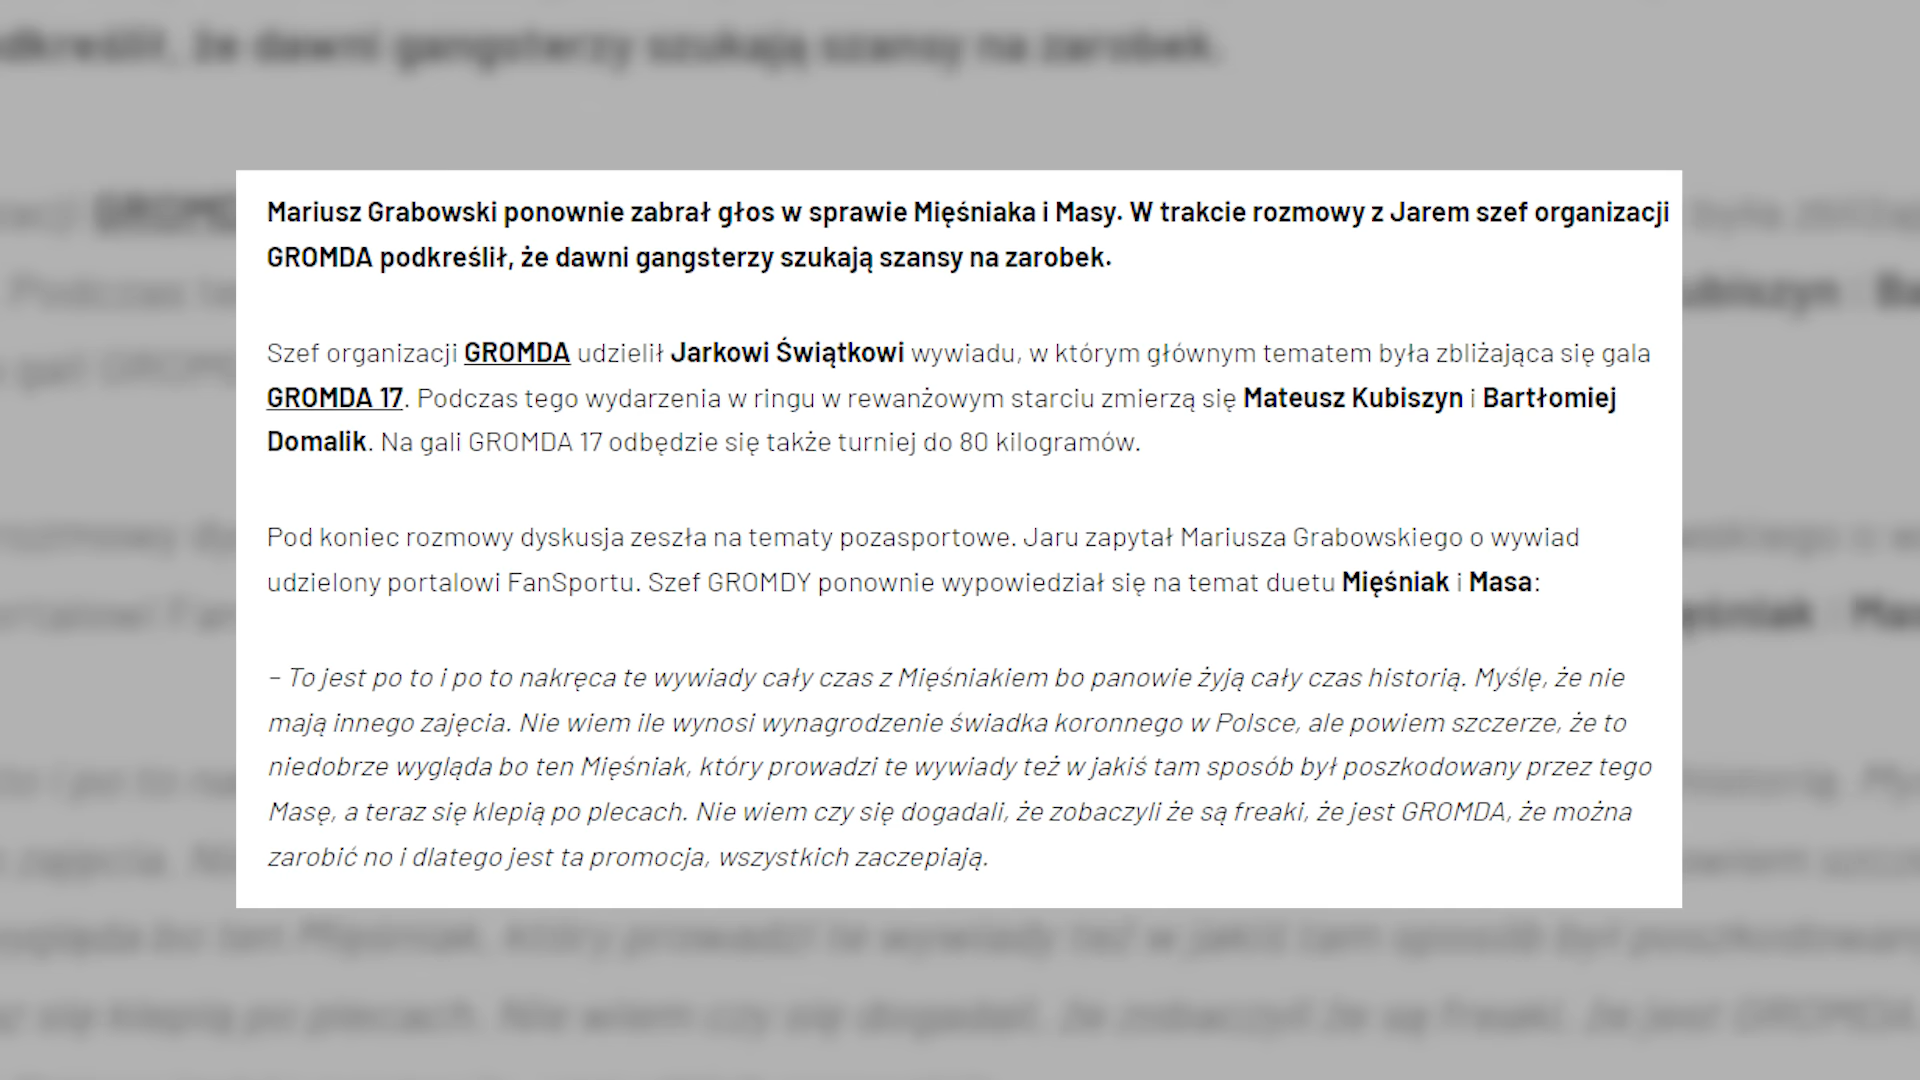 dkreślił, że dawni gangsterzy szukają szansy na zarobek.
Mariusz Grabowski ponownie zabrał głos w sprawie Mięśniaka i Masy. W trakcie rozmowy z Jarem szef organizacji
GROMDA podkreślił, że dawni gangsterzy szukają szansy na zarobek.
Szef organizacji GROMDA udzielił Jarkowi Świątkowi wywiadu, w którym głównym tematem była zbliżająca się gala
GROMDA 17. Podczas tego wydarzenia w ringu w rewanżowym starciu zmierzą się Mateusz Kubiszyn i Bartłomiej
Domalik. Na gali GROMDA 17 odbędzie się także turniej do 80 kilogramów.
Pod koniec rozmowy dyskusja zeszła na tematy pozasportowe. Jaru zapytał Mariusza Grabowskiego o wywiad
udzielony portalowi FanSportu. Szef GROMDY ponownie wypowiedział się na temat duetu Mięśniak i Masa:
– To jest po to i po to nakręca te wywiady cały czas z Mięśniakiem bo panowie żyją cały czas historią. Myślę, że nie
mają innego zajęcia. Nie wiem ile wynosi wynagrodzenie świadka koronnego w Polsce, ale powiem szczerze, że to
niedobrze wygląda bo ten Mięśniak, który prowadzi te wywiady też w jakiś tam sposób był poszkodowany przez tego
Masę, a teraz się klepią po plecach. Nie wiem czy się dogadali, że zobaczyli że są freaki, że jest GROMDA, że można
zarobić no i dlatego jest ta promocja, wszystkich zaczepiają.